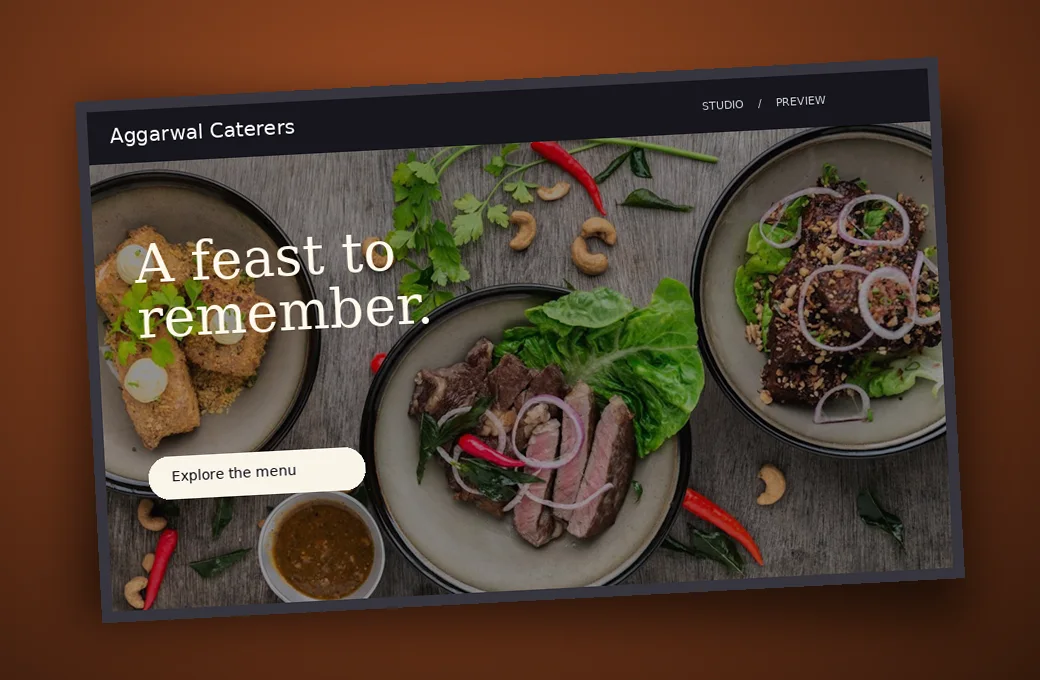 Aggarwal Caterers
STUDIO / PREVIEW
A feast to
remember.
Explore the menu